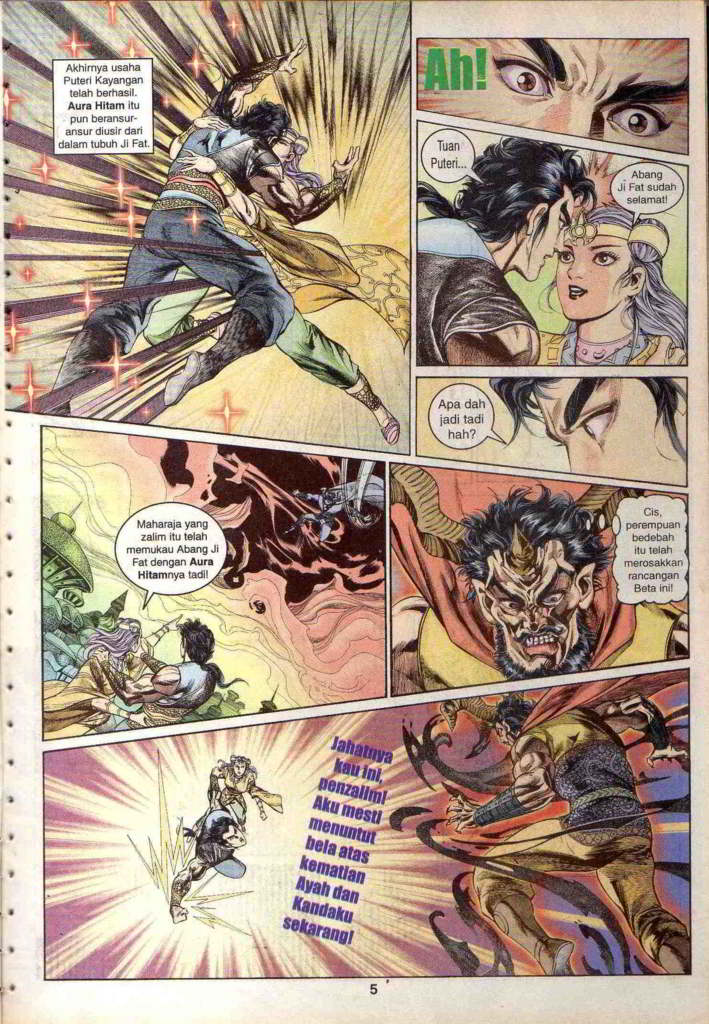 Akhirnya usaha
Puteri Kayangan
telah berhasil.
Aura Hitam itu
pun beransur-
ansur diusir dari
dalam tubuh Ji Fat.
Ah!
Tuan
Puteri...
Abang
Ji Fat sudah
selamat!
Apa dah
jadi tadi
hah?
Maharaja yang
zalim itu telah
memukau Abang Ji
Fat dengan Aura
Hitamnya tadi!
Cis,
perempuan
bedebah
itu telah
merosakkan
rancangan
Beta ini!
Jahatnya
kau ini,
penzalim!
Aku mesti
menuntut
bela atas
kematian
Ayah dan
Kandaku
sekarang!
5